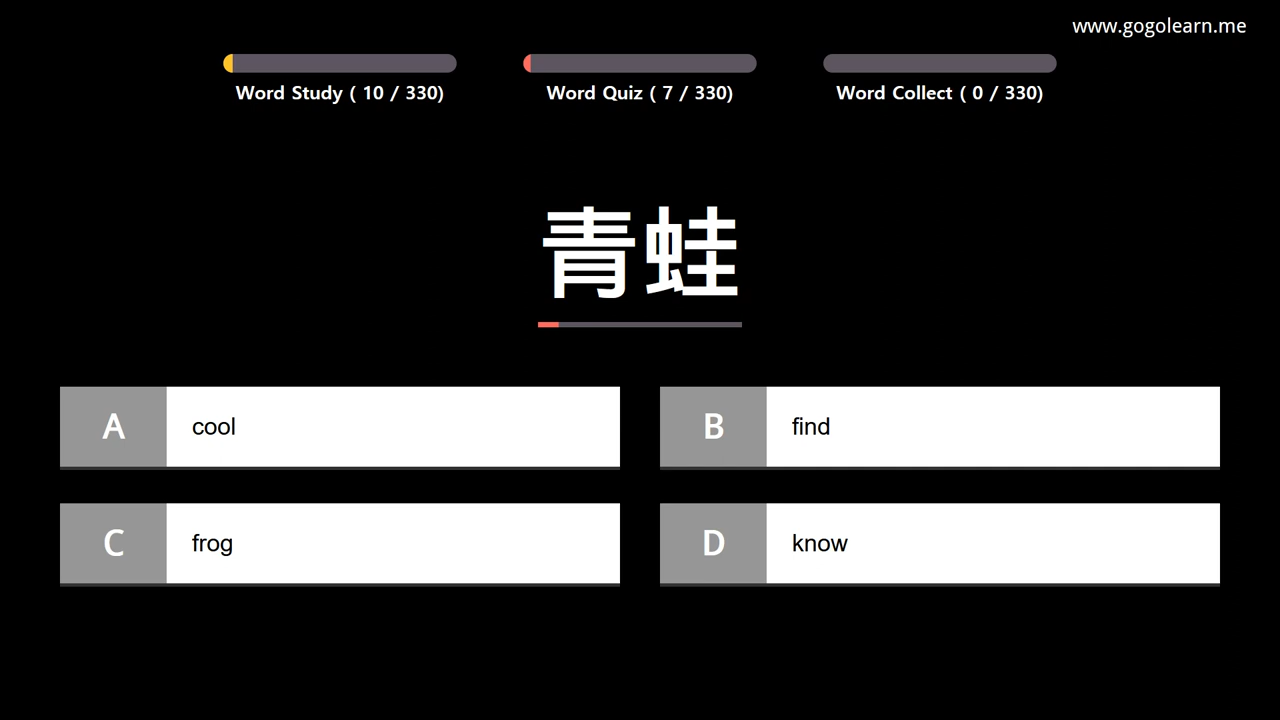 www.gogolearn.me
Word Study ( 10 / 330)
Word Quiz ( 7 / 330)
Word Collect ( 0 / 330)
青蛙
A cool
B find
C frog
D know